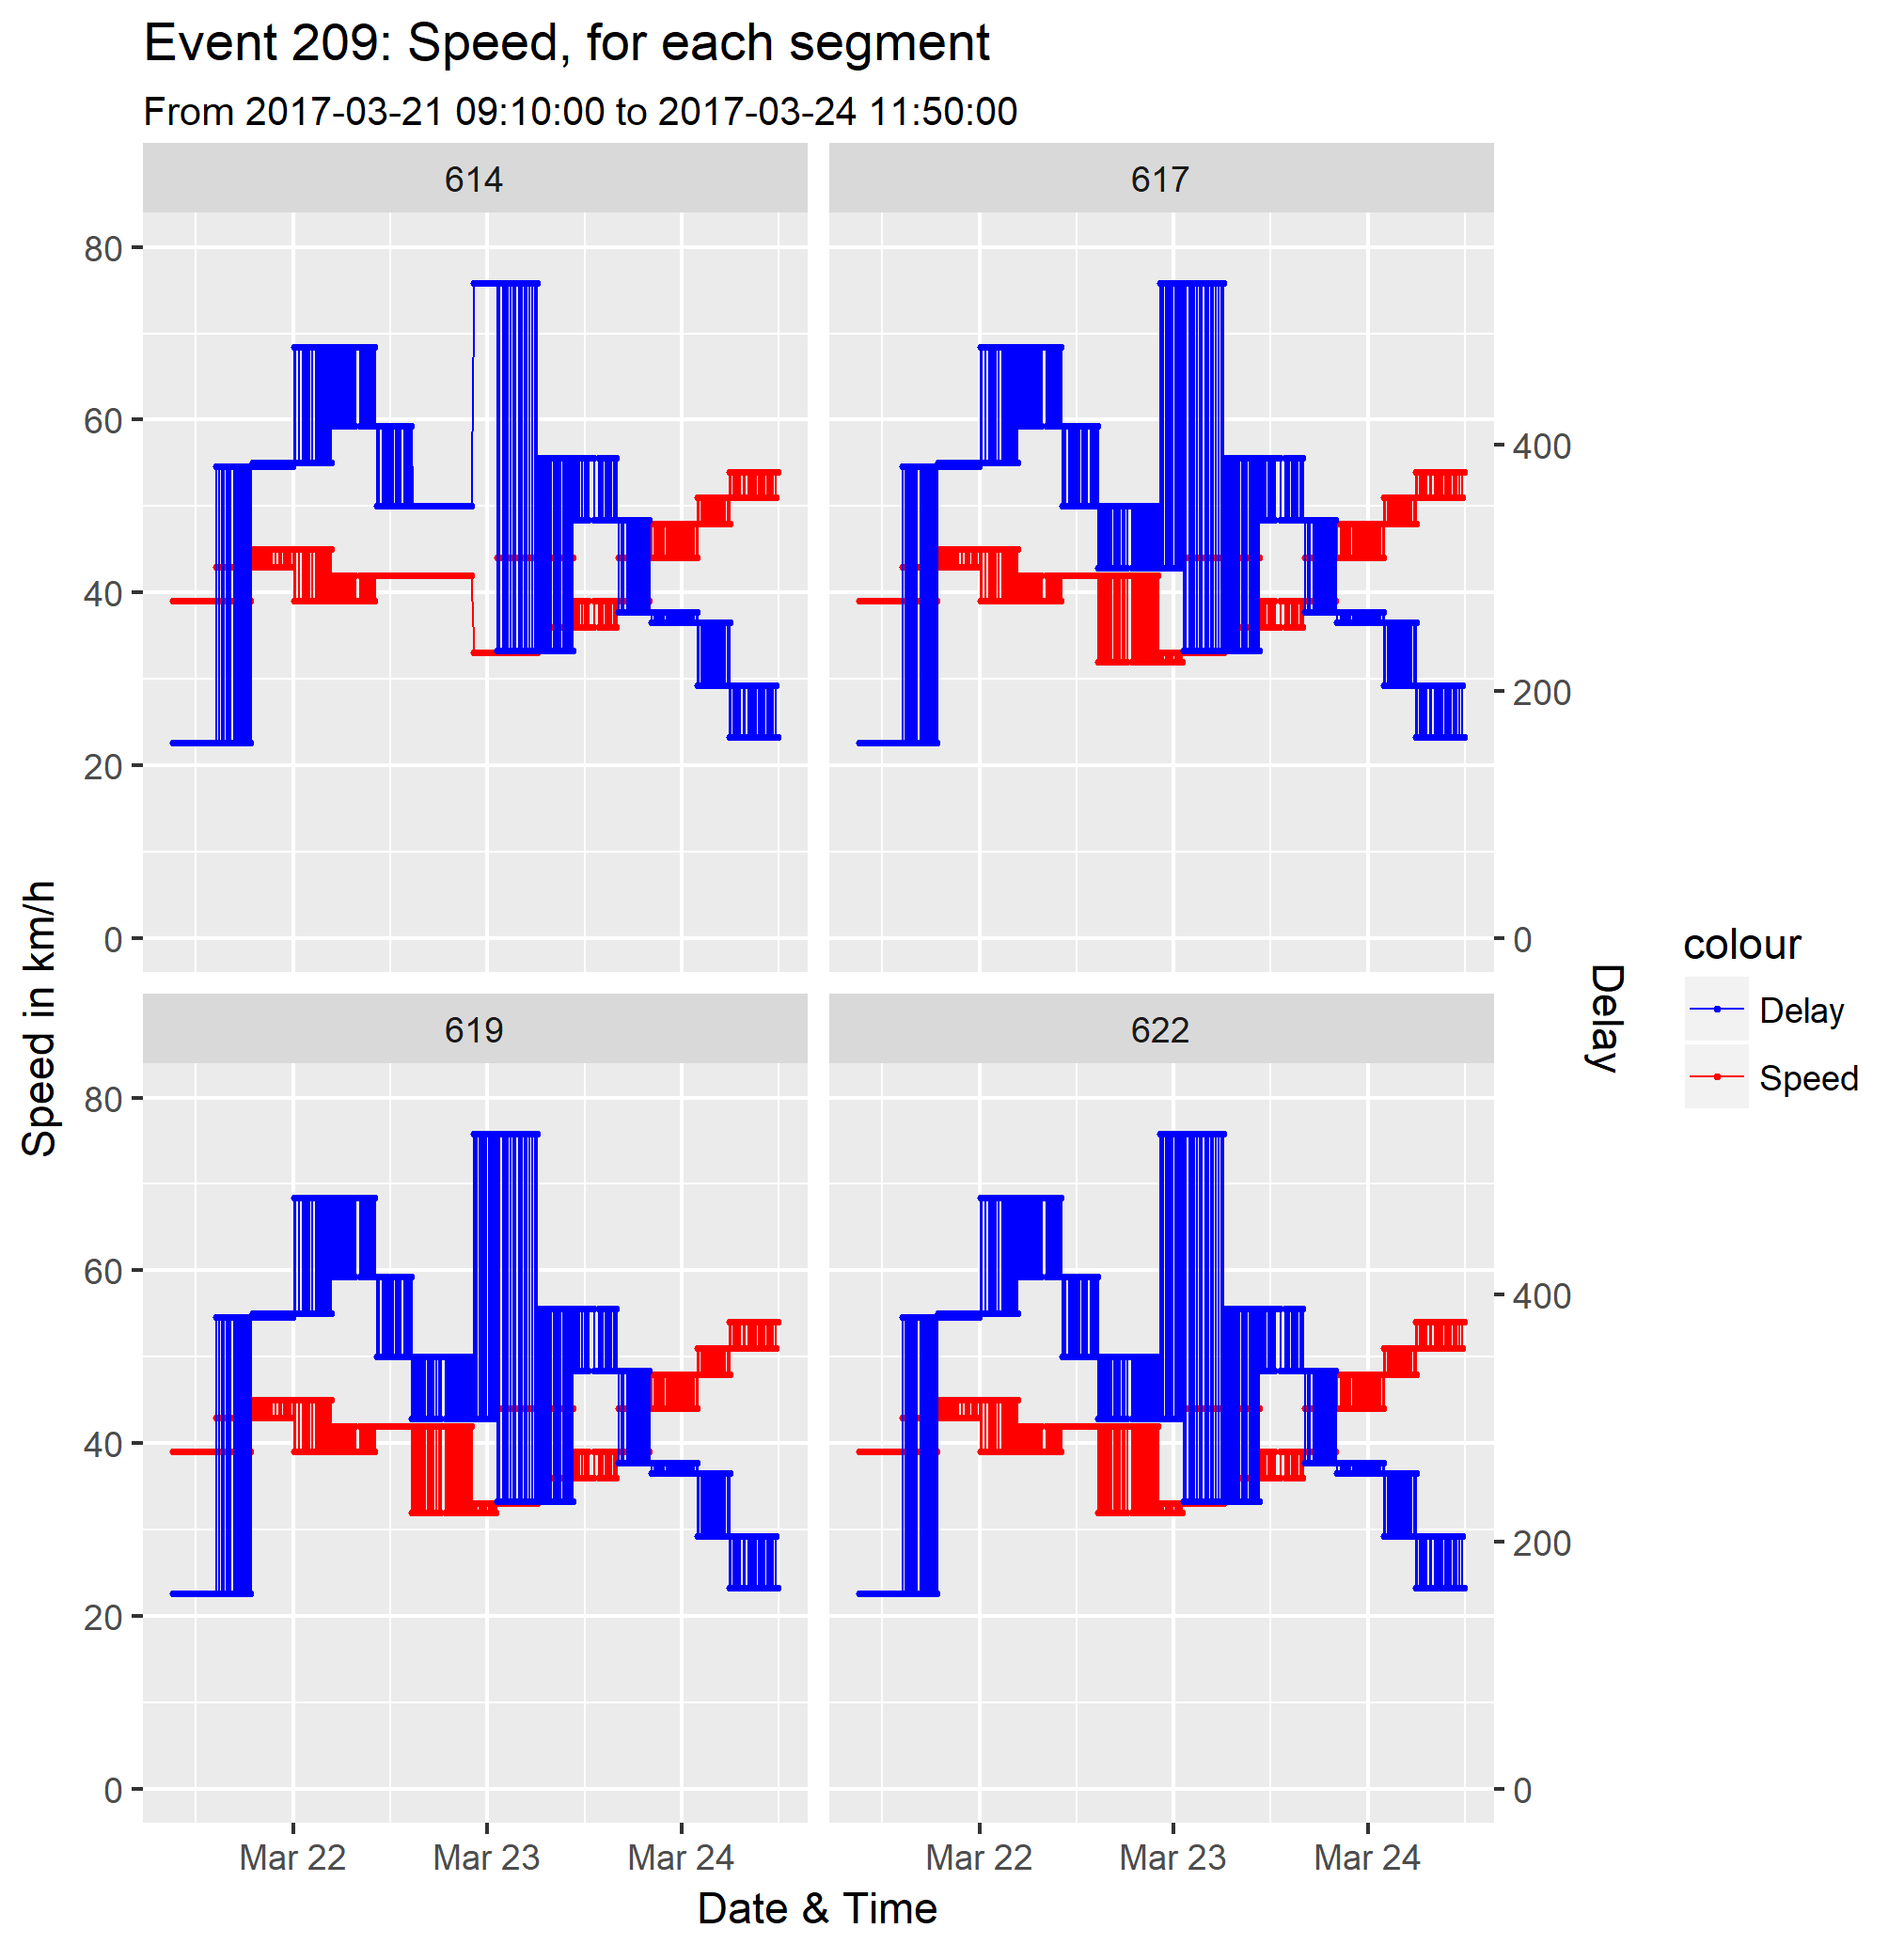 Event 209: Speed, for each segment
From 2017-03-21 09:10:00 to 2017-03-24 11:50:00
614
617
80
60
40
20
0
400
200
0
619
622
80
60
40
20
0
400
200
0
Mar 22
Mar 23
Mar 24
Mar 22
Mar 23
Mar 24
Date & Time
Speed in km/h
Delay
colour
Delay
Speed